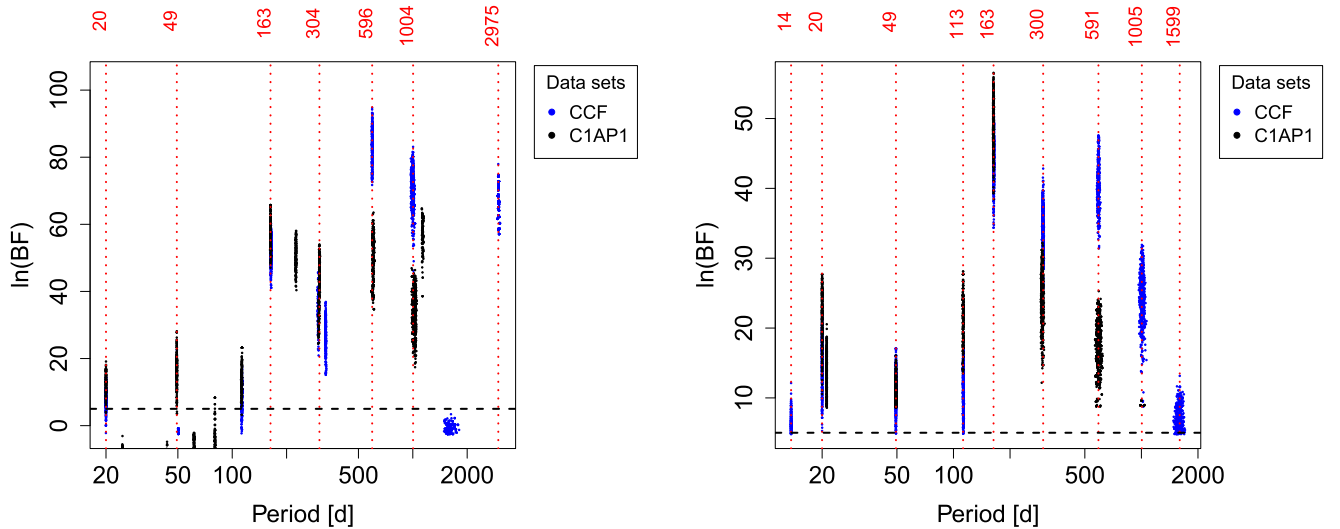 20 49 163 304 596 1004 2975
ln(BF)
100
80
60
40
20
0
20 50 100 500 2000
Period [d]
Data sets
CCF
C1AP1
14 20 49 113 163 300 591 1005 1599
ln(BF)
50
40
30
20
10
20 50 100 500 2000
Period [d]
Data sets
CCF
C1AP1